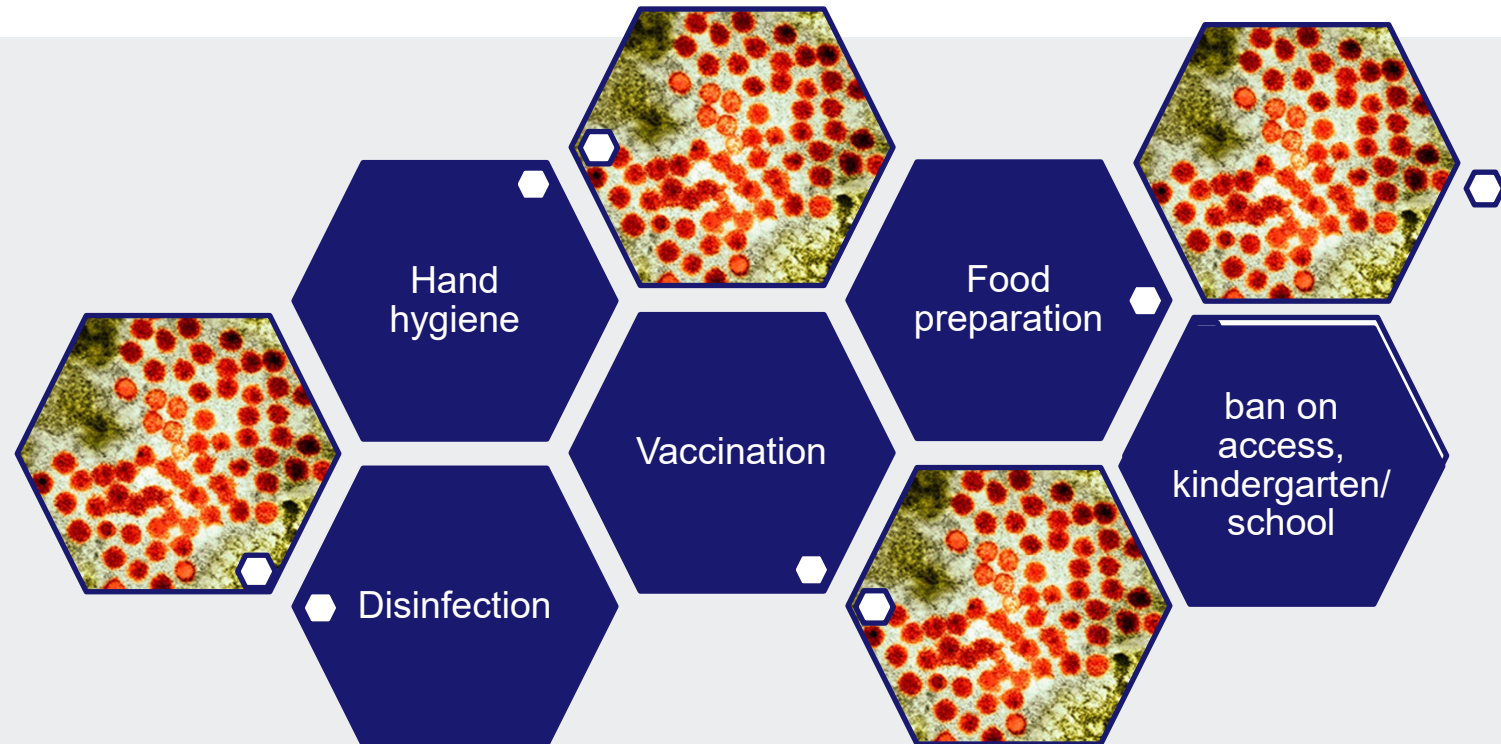 Hand
hygiene
Food
preparation
Vaccination
ban on
access,
kindergarten/
school
Disinfection